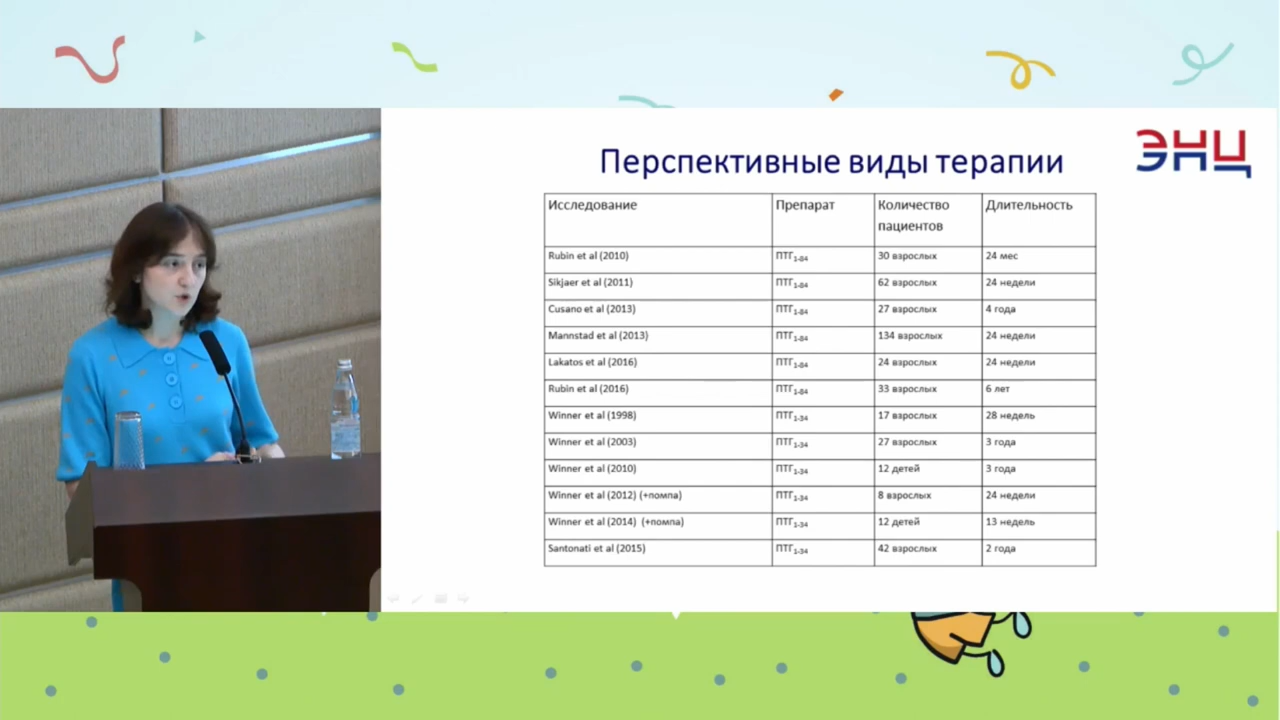 ЭНЦ
Перспективные виды терапии
Исследование Препарат Количество пациентов Длительность
Rubin et al (2010) ПТГ1-84 30 взрослых 24 мес
Sikjaer et al (2011) ПТГ1-84 62 взрослых 24 недели
Cusano et al (2013) ПТГ1-84 27 взрослых 4 года
Mannstad et al (2013) ПТГ1-84 134 взрослых 24 недели
Lakatos et al (2016) ПТГ1-84 24 взрослых 24 недели
Rubin et al (2016) ПТГ1-84 33 взрослых 6 лет
Winner et al (1998) ПТГ1-34 17 взрослых 28 недель
Winner et al (2003) ПТГ1-34 27 взрослых 3 года
Winner et al (2010) ПТГ1-34 12 детей 3 года
Winner et al (2012) (+помпа) ПТГ1-34 8 взрослых 24 недели
Winner et al (2014) (+помпа) ПТГ1-34 12 детей 13 недель
Santonati et al (2015) ПТГ1-34 42 взрослых 2 года